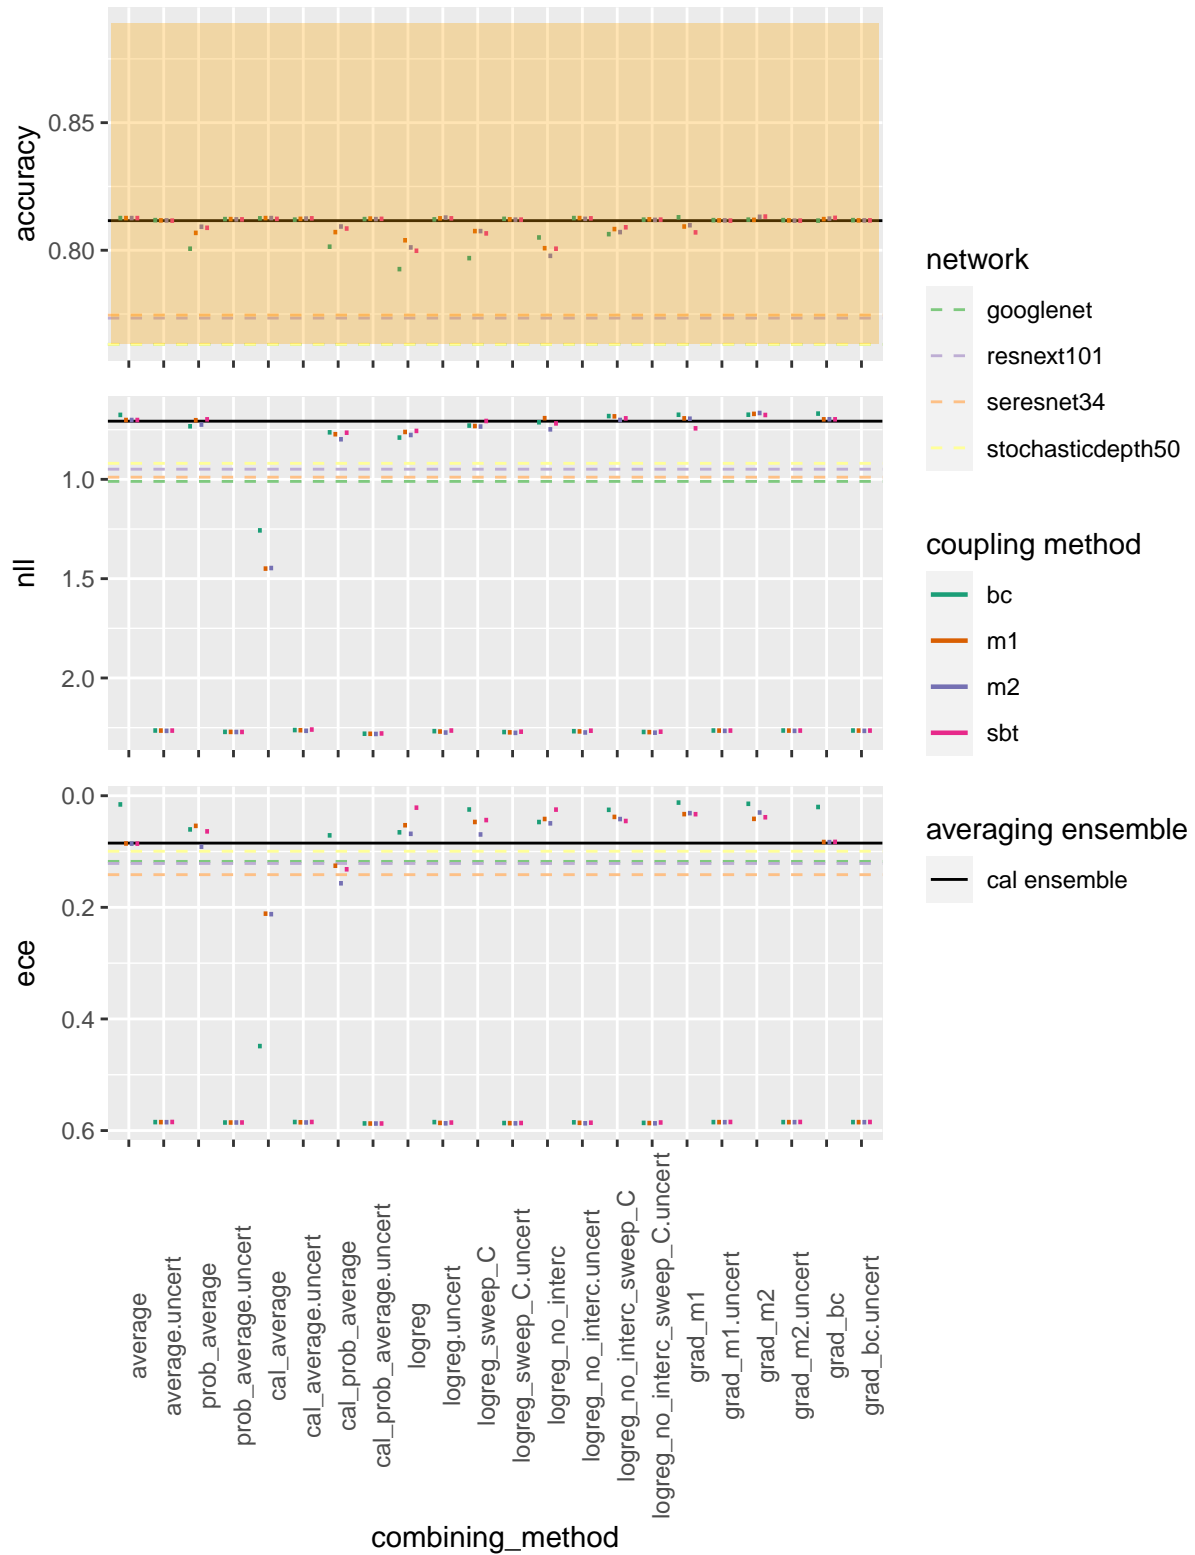 accuracy
0.85
0.80
nll
1.0
1.5
2.0
ece
0.0
0.2
0.4
0.6
average
average.uncert
prob_average
prob_average.uncert
cal_average
cal_average.uncert
cal_prob_average
cal_prob_average.uncert
logreg
logreg.uncert
logreg_sweep_C
logreg_sweep_C.uncert
logreg_no_interc
logreg_no_interc.uncert
logreg_no_interc_sweep_C
logreg_no_interc_sweep_C.uncert
grad_m1
grad_m1.uncert
grad_m2
grad_m2.uncert
grad_bc
grad_bc.uncert
combining_method
network
googlenet
resnext101
seresnet34
stochasticdepth50
coupling method
bc
m1
m2
sbt
averaging ensemble
cal ensemble